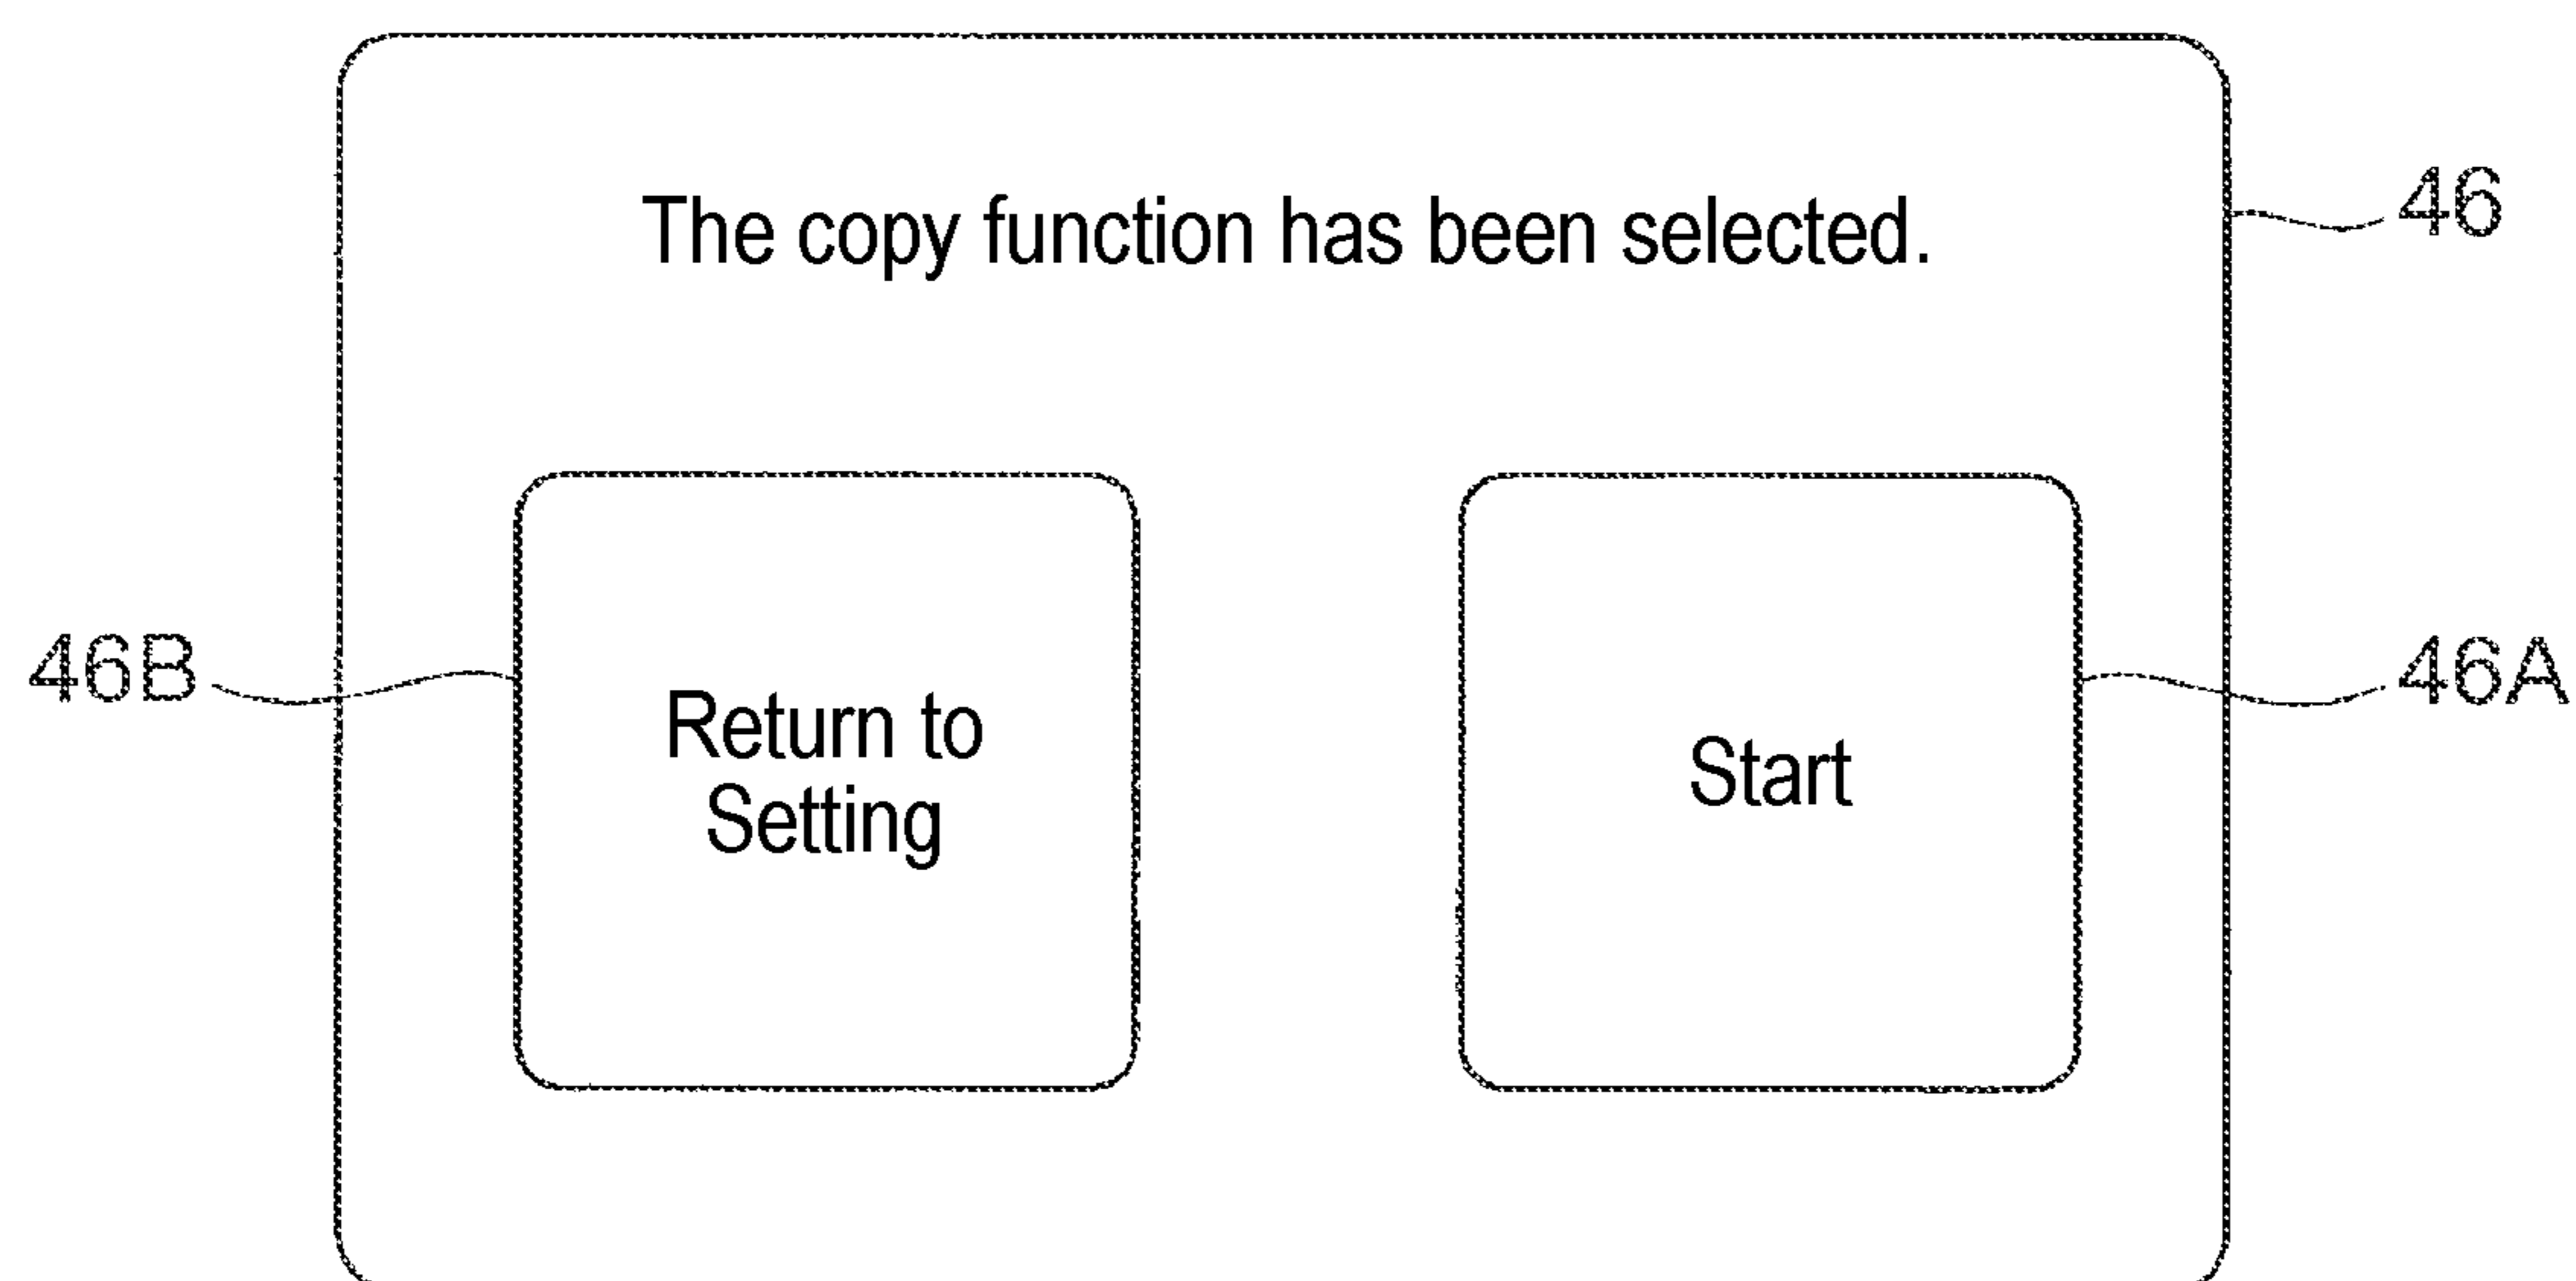 The copy function has been selected.
46
46B
Return to
Setting
Start
46A